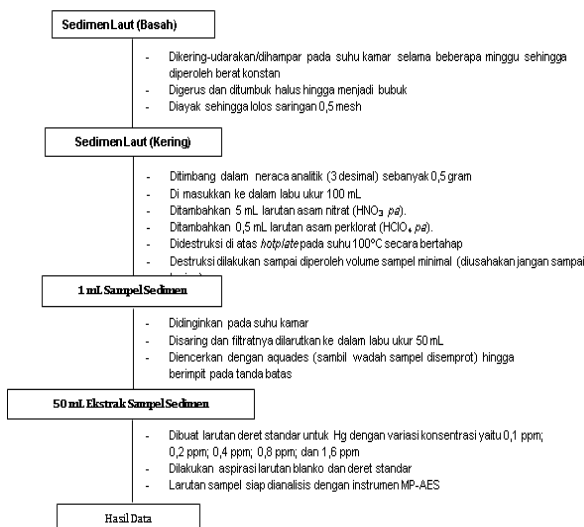 Sedimen Laut (Basah)
- Dikering-udarakan/dihampar pada suhu kamar selama beberapa minggu sehingga
diperoleh berat konstan
- Digerus dan ditumbuk halus hingga menjadi bubuk
- Diayak sehingga lolos saringan 0,5 mesh
Sedimen Laut (Kering)
- Ditimbang dalam neraca analitik (3 desimal) sebanyak 0,5 gram
- Di masukkan ke dalam labu ukur 100 mL
- Ditambahkan 5 mL larutan asam nitrat (HNO₃ pa).
- Ditambahkan 0,5 mL larutan asam perklorat (HClO₄ pa).
- Didestruksi di atas hotplate pada suhu 100°C secara bertahap
- Destruksi dilakukan sampai diperoleh volume sampel minimal (diusahakan jangan sampai
1 mL Sampel Sedimen
- Didinginkan pada suhu kamar
- Disaring dan filtratnya dilarutkan ke dalam labu ukur 50 mL
- Diencerkan dengan aquades (sambil wadah sampel disemprot) hingga
berimpit pada tanda batas
50 mL Ekstrak Sampel Sedimen
- Dibuat larutan deret standar untuk Hg dengan variasi konsentrasi yaitu 0,1 ppm;
0,2 ppm; 0,4 ppm; 0,8 ppm; dan 1,6 ppm
- Dilakukan aspirasi larutan blanko dan deret standar
- Larutan sampel siap dianalisis dengan instrumen MP-AES
Hasil Data